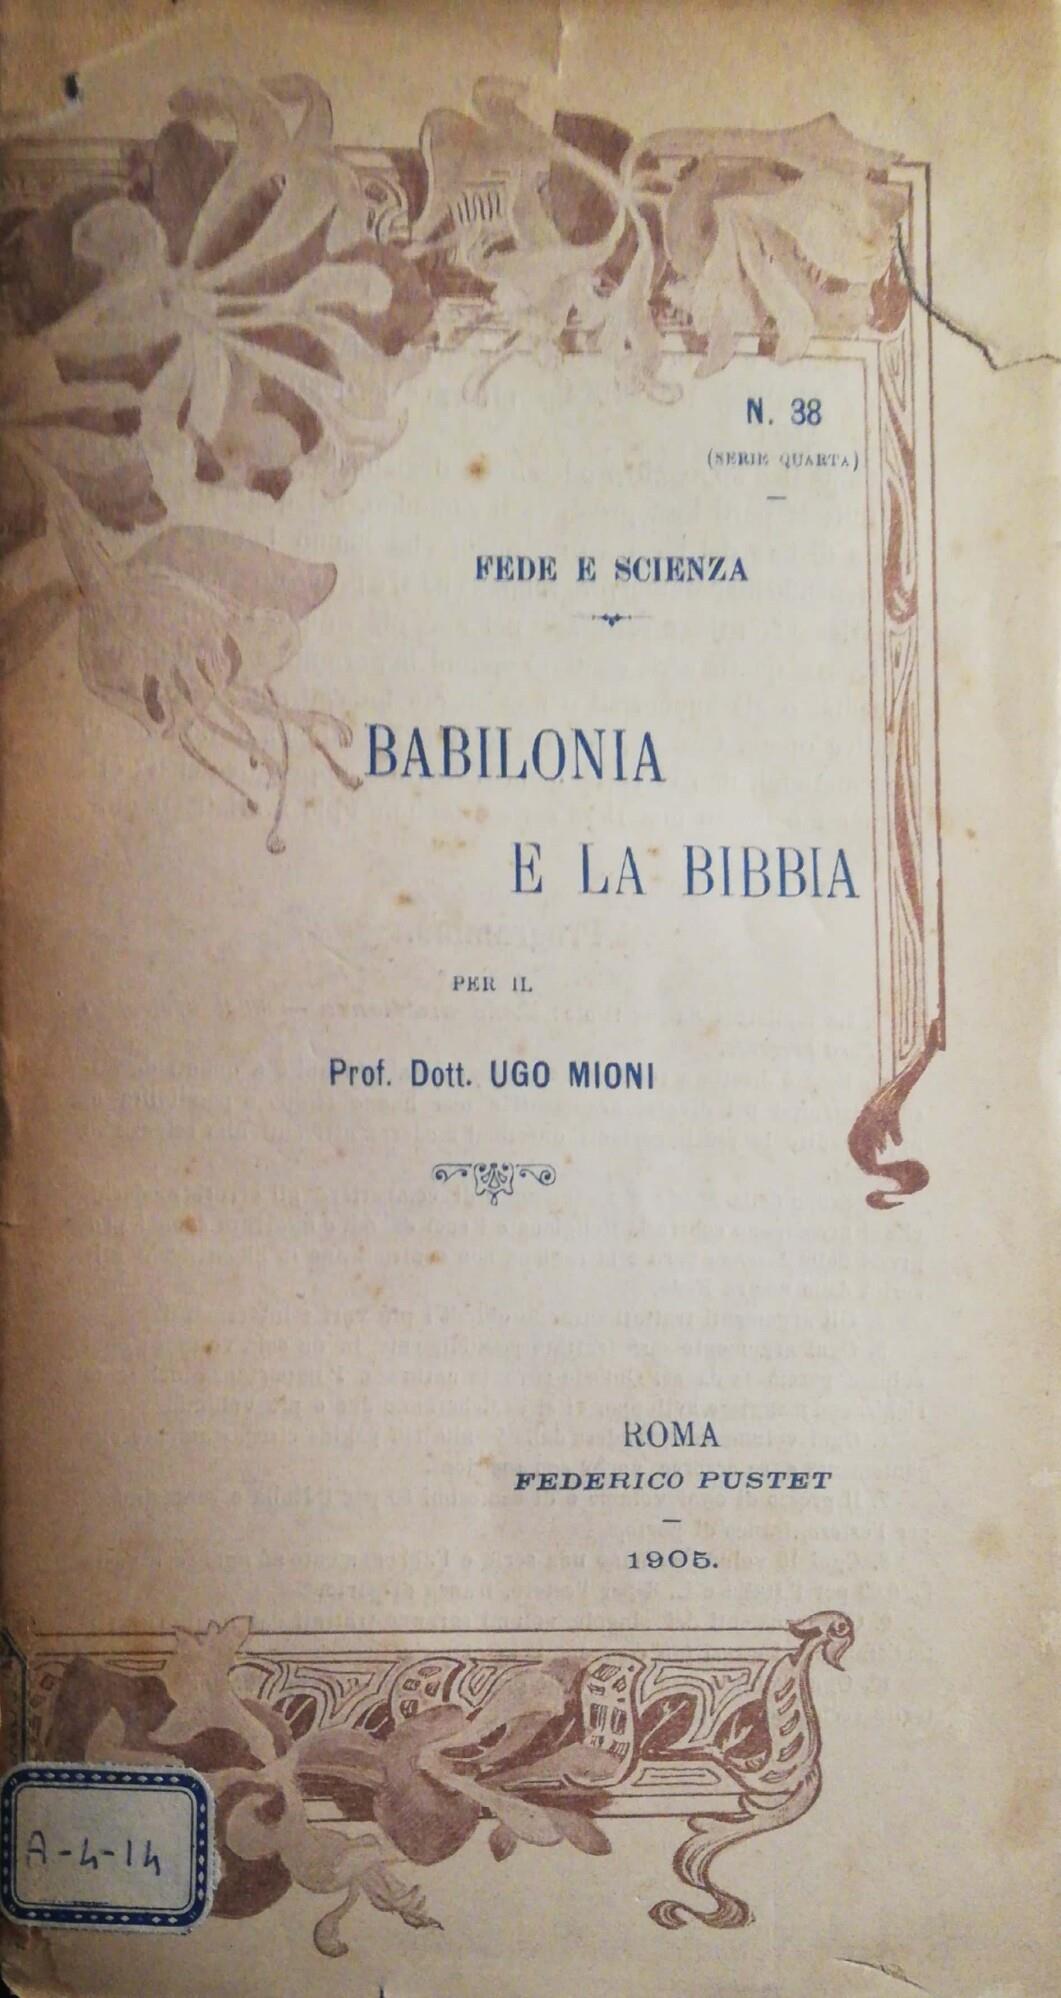 N. 38
(SERIE QUARTA)
FEDE E SCIENZA
BABILONIA
E LA BIBBIA
PER IL
Prof. Dott. UGO MIONI
ROMA
FEDERICO PUSTET
1905.
A-4-14